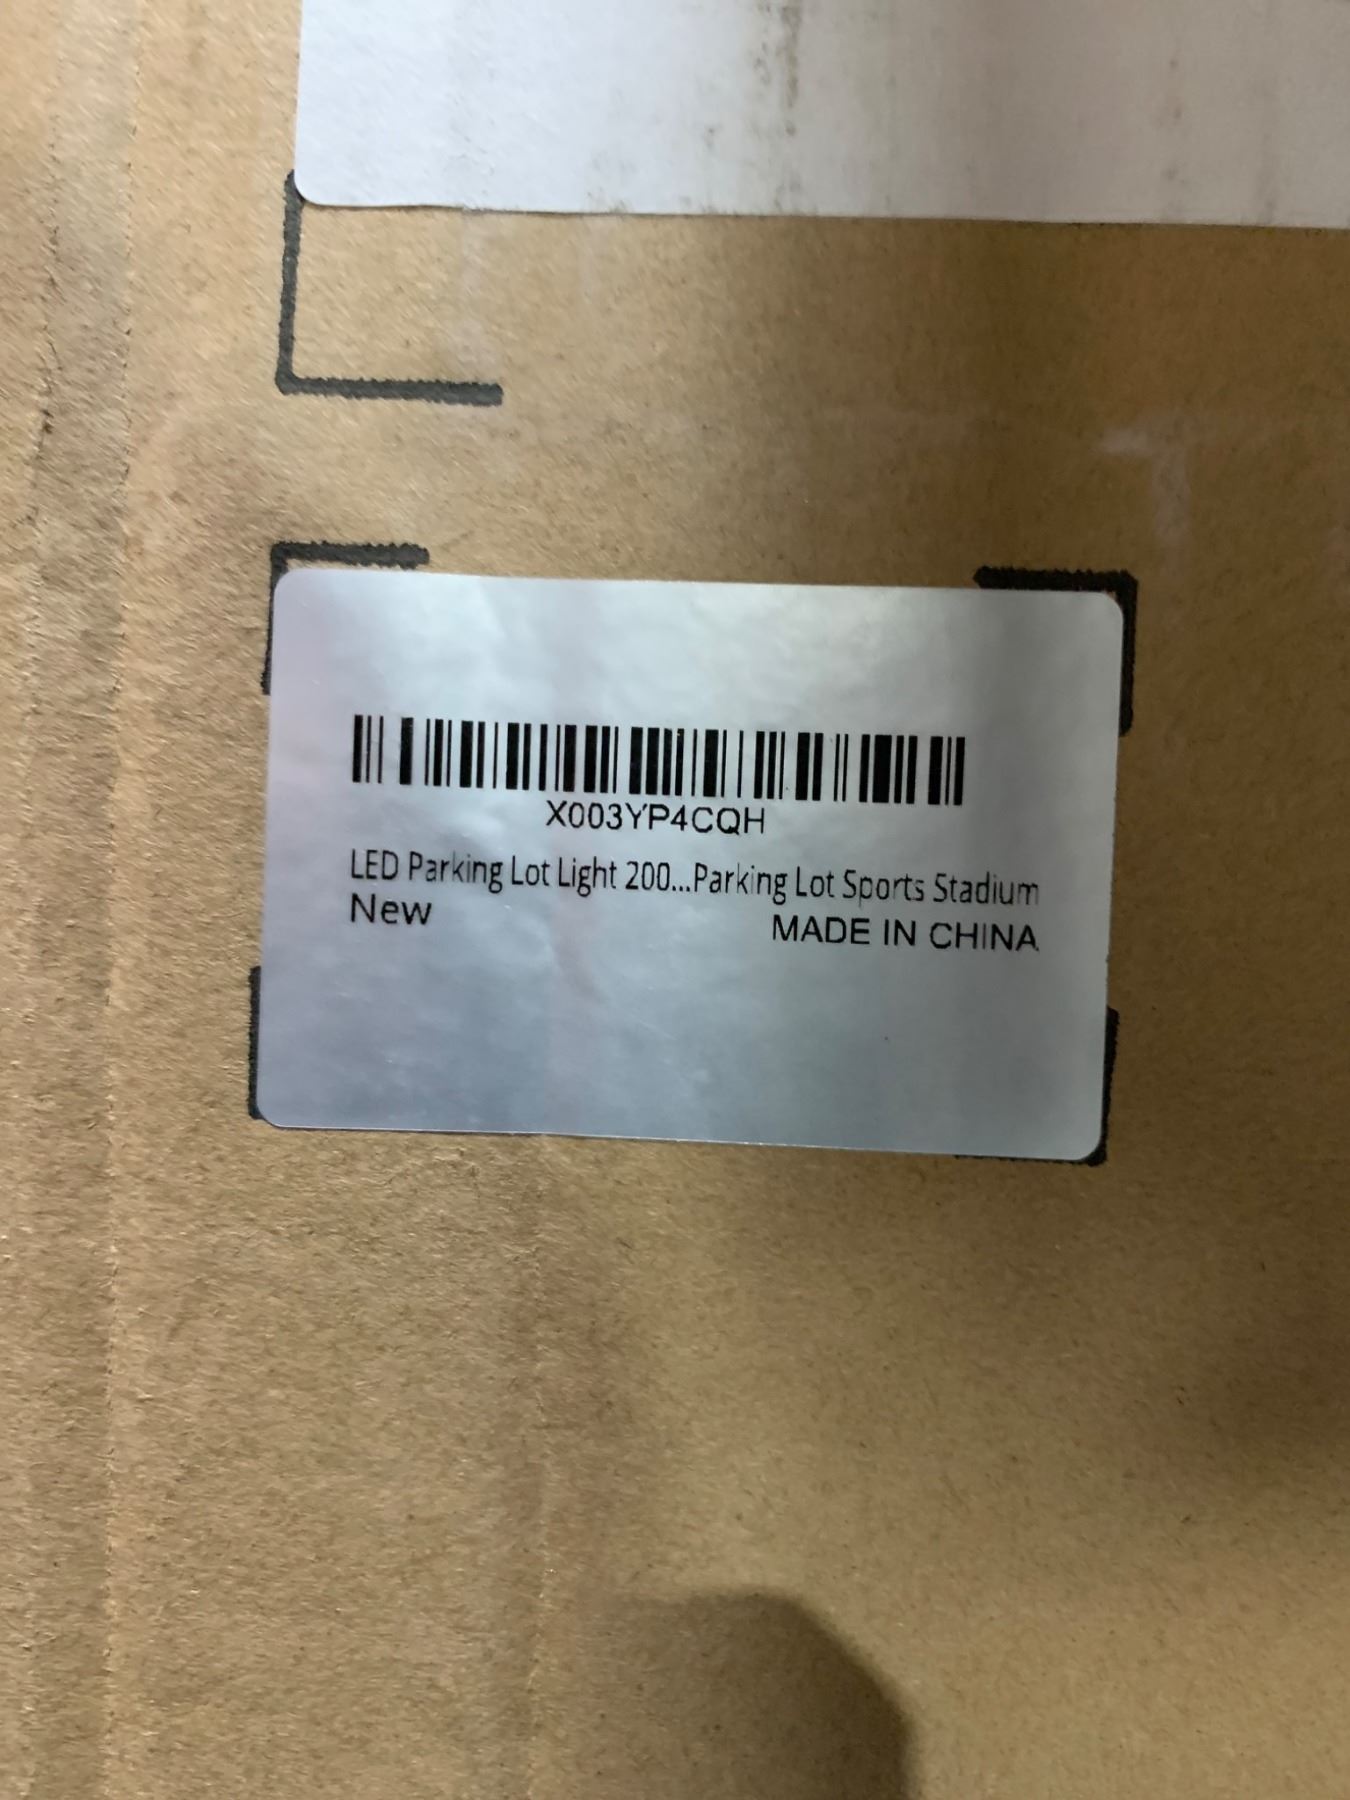 X003YP4CQH
LED Parking Lot Light 200...Parking Lot Sports Stadium
New
MADE IN CHINA